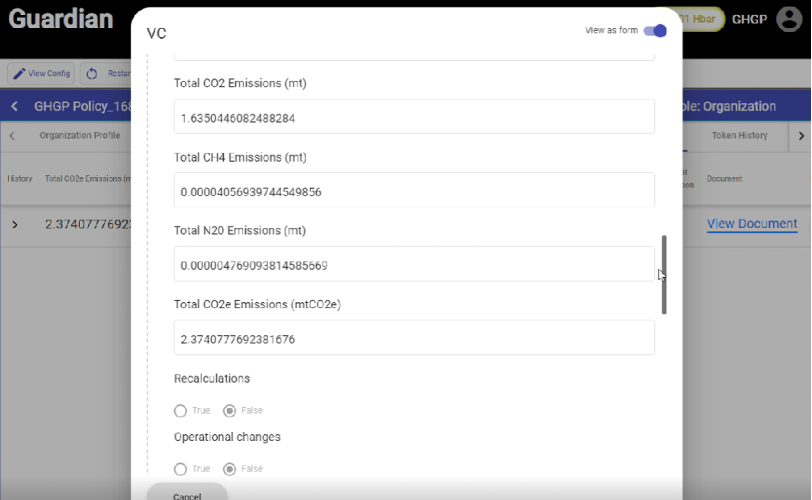 Guardian
VC
View as form
1 Hbar
GHGP
View Config
Restar
GHGP Policy_168
ole: Organization
Organization Profile
Token History
History
Total CO2e Emissions (m
Document
2.3740777692
View Document
Total CO2 Emissions (mt)
1.6350446082488284
Total CH4 Emissions (mt)
0.00004056939744549856
Total N20 Emissions (mt)
0.000004769093814585669
Total CO2e Emissions (mtCO2e)
2.3740777692381676
Recalculations
True
False
Operational changes
True
False
Cancel